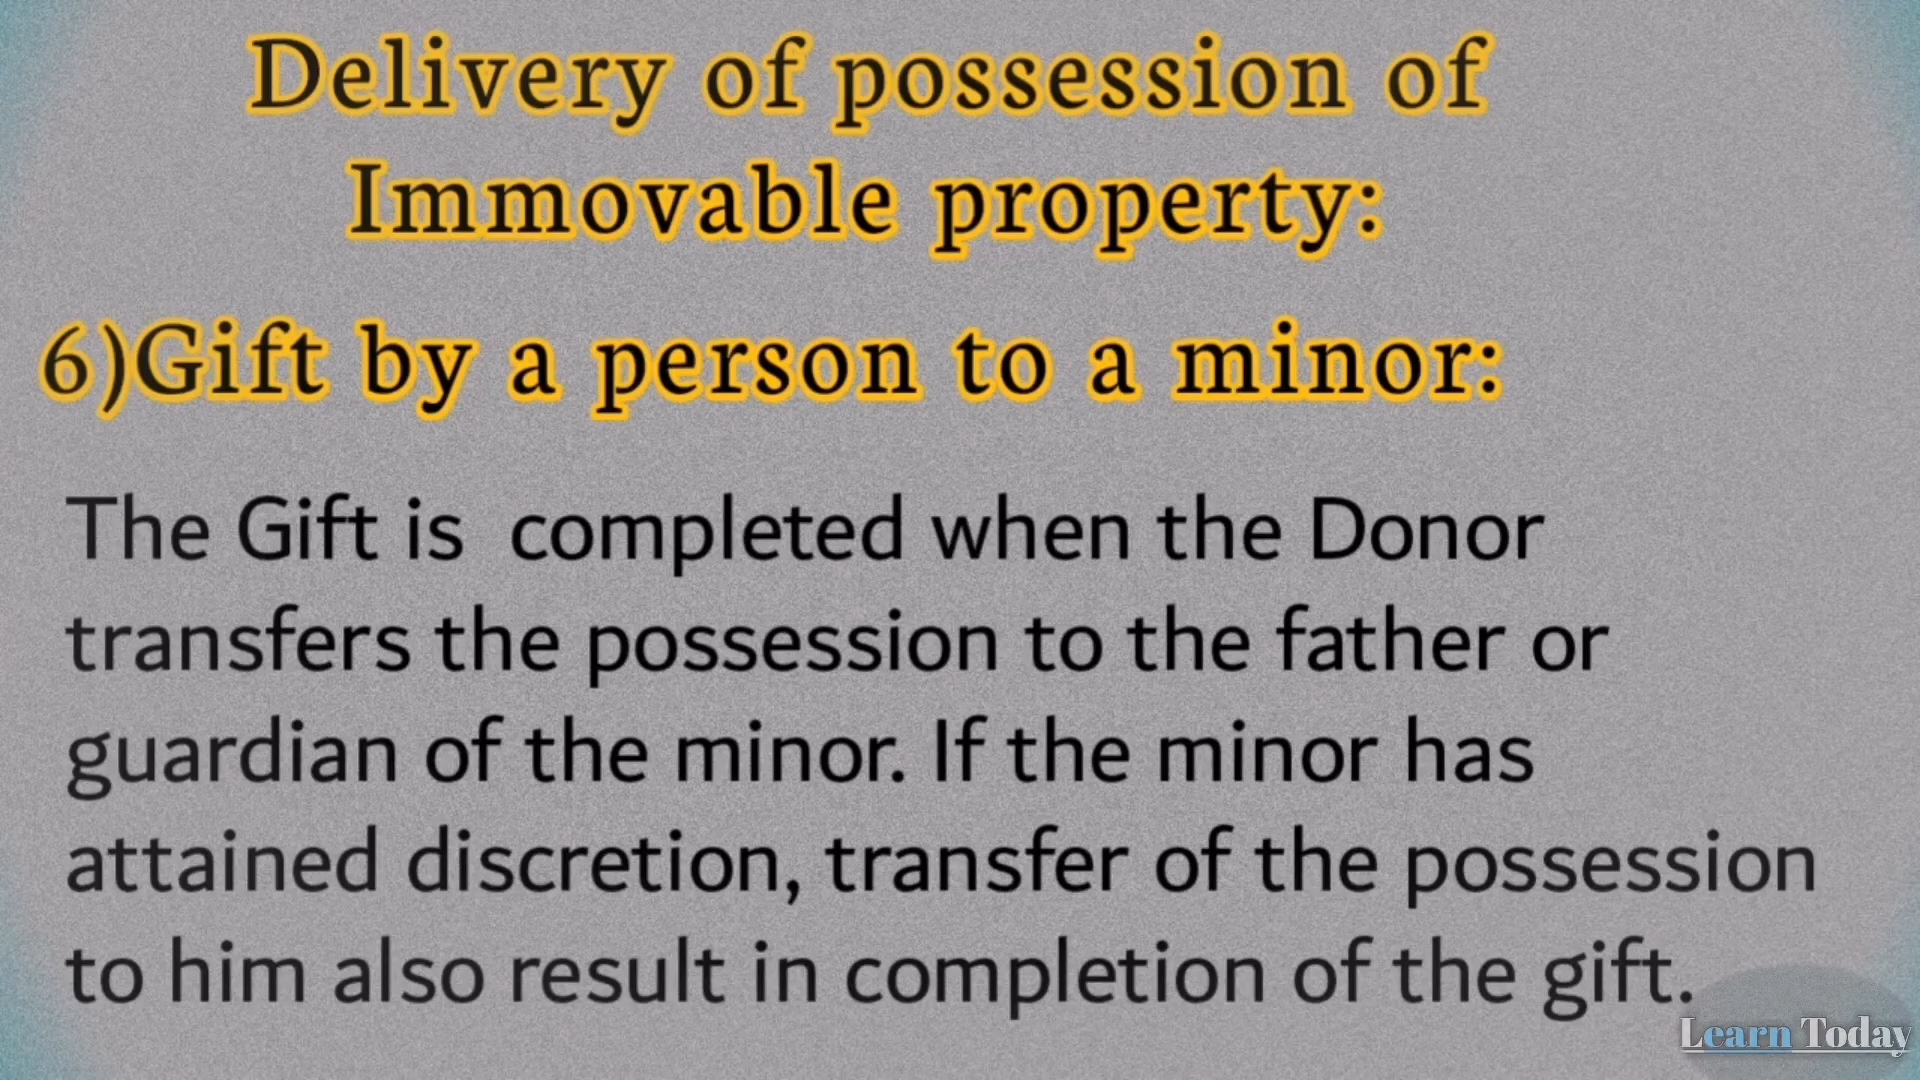 Delivery of possession of
Immovable property:
6)Gift by a person to a minor:
The Gift is completed when the Donor
transfers the possession to the father or
guardian of the minor. If the minor has
attained discretion, transfer of the possession
to him also result in completion of the gift.
Learn Today